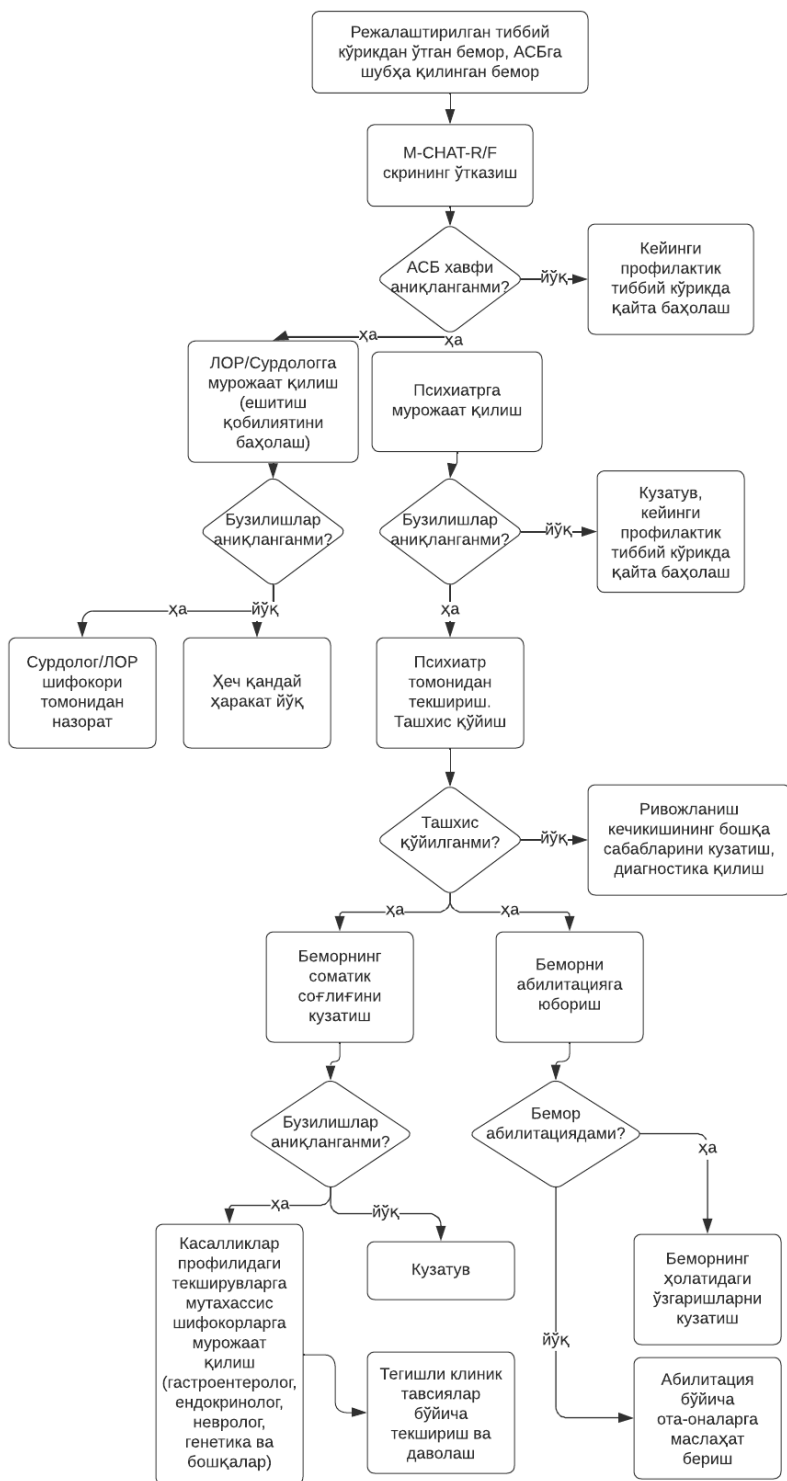 Режалаштирилган тиббий
кўрикдан ўтган бемор, АСБга
шубҳа қилинган бемор
M-CHAT-R/F
скрининг ўтказиш
АСБ хавфи
аниқланганми?
йўқ
Кейинги
профилактик
тиббий кўрикда
қайта баҳолаш
ҳа
ҳа
ЛОР/Сурдологга
мурожаат қилиш
(ешитиш
қобилиятини
баҳолаш)
Психиатрга
мурожаат қилиш
Бузилишлар
аниқланганми?
Бузилишлар
аниқланганми?
йўқ
Кузатув,
кейинги
профилактик
тиббий кўрикда
қайта баҳолаш
ҳа
йўқ
ҳа
Сурдолог/ЛОР
шифокори
томонидан
назорат
Ҳеч қандай
ҳаракат йўқ
Психиатр
томонидан
текшириш.
Ташхис қўйиш
Ташхис
қўйилганми?
йўқ
Ривожланиш
кечикишининг бошқа
сабабларини кузатиш,
диагностика қилиш
ҳа
ҳа
Беморнинг
соматик
соғлиғини
кузатиш
Беморни
абилитацияга
юбориш
Бузилишлар
аниқланганми?
Бемор
абилитациядами?
ҳа
ҳа
йўқ
Касалликлар
профилидаги
текширувларга
мутахассис
шифокорларга
мурожаат
қилиш
(гастроентеролог,
ендокринолог,
невролог,
генетика ва
бошқалар)
Кузатув
Беморнинг
ҳолатидаги
ўзгаришларни
кузатиш
йўқ
Тегишли клиник
тавсиялар
бўйича
текшириш ва
даволаш
Абилитация
бўйича
ота-оналарга
маслаҳат
бериш